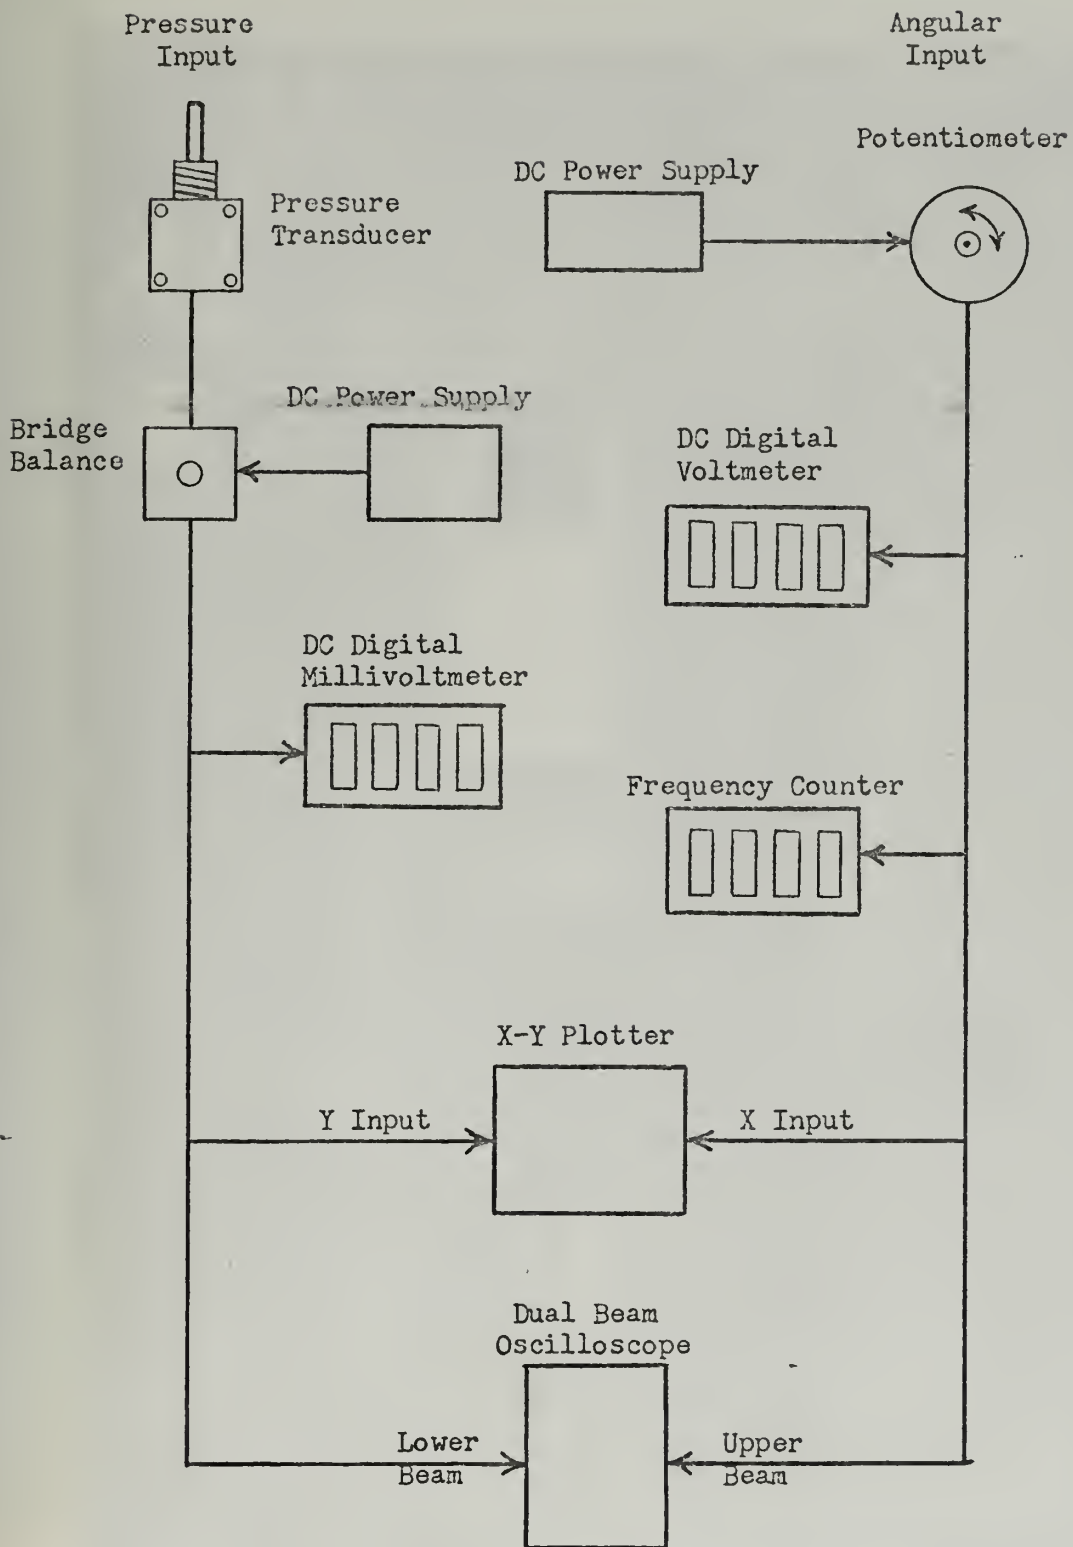 Pressure
Input
Angular
Input
Potentiometer
DC Power Supply
Pressure
Transducer
DC Power Supply
Bridge
Balance
DC Digital
Voltmeter
DC Digital
Millivoltmeter
Frequency Counter
X-Y Plotter
Y Input
X Input
Dual Beam
Oscilloscope
Lower
Beam
Upper
Beam